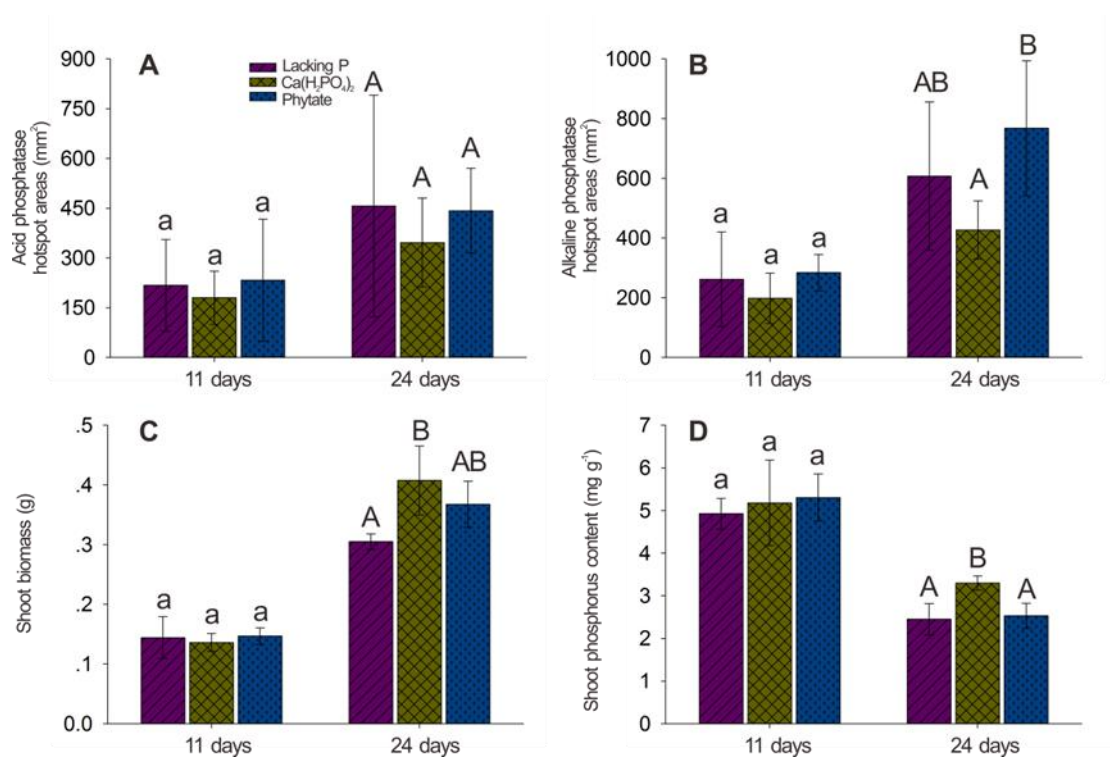 A
Lacking P
Ca(H₂PO₄)₂
Phytate
Acid phosphatase
hotspot areas (mm²)
900
750
600
450
300
150
0
a
a
a
A
A
A
11 days
24 days
B
Alkaline phosphatase
hotspot areas (mm²)
1000
800
600
400
200
0
a
a
a
AB
A
B
11 days
24 days
C
Shoot biomass (g)
.5
.4
.3
.2
.1
0.0
a
a
a
A
B
AB
11 days
24 days
D
Shoot phosphorus content (mg g⁻¹)
7
6
5
4
3
2
1
0
a
a
a
A
B
A
11 days
24 days